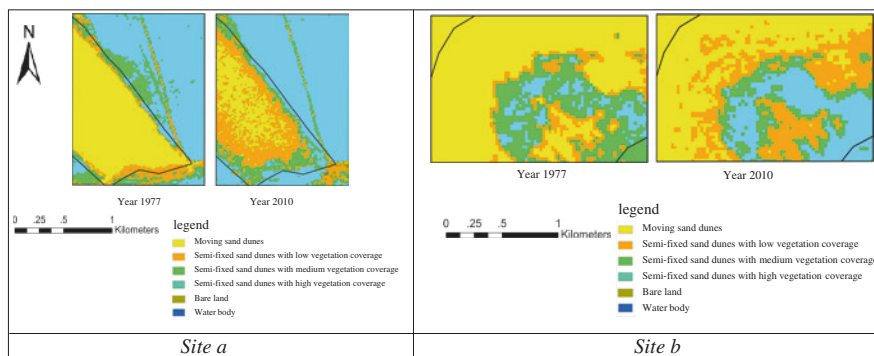 N
Year 1977
Year 2010
0 .25 .5 1
Kilometers
legend
Moving sand dunes
Semi-fixed sand dunes with low vegetation coverage
Semi-fixed sand dunes with medium vegetation coverage
Semi-fixed sand dunes with high vegetation coverage
Bare land
Water body
Site a
Year 1977
Year 2010
0 .25 .5 1
Kilometers
legend
Moving sand dunes
Semi-fixed sand dunes with low vegetation coverage
Semi-fixed sand dunes with medium vegetation coverage
Semi-fixed sand dunes with high vegetation coverage
Bare land
Water body
Site b